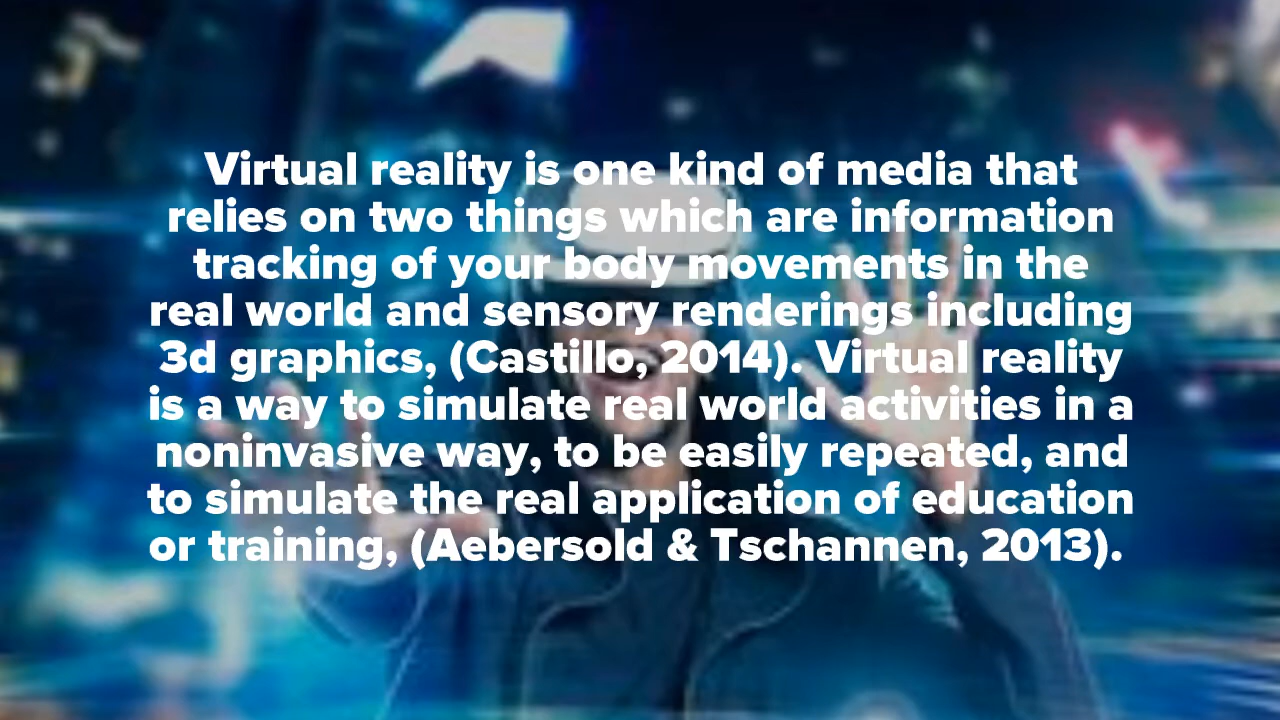 Virtual reality is one kind of media that
relies on two things which are information
tracking of your body movements in the
real world and sensory renderings including
3d graphics, (Castillo, 2014). Virtual reality
is a way to simulate real world activities in a
noninvasive way, to be easily repeated, and
to simulate the real application of education
or training, (Aebersold & Tschannen, 2013).